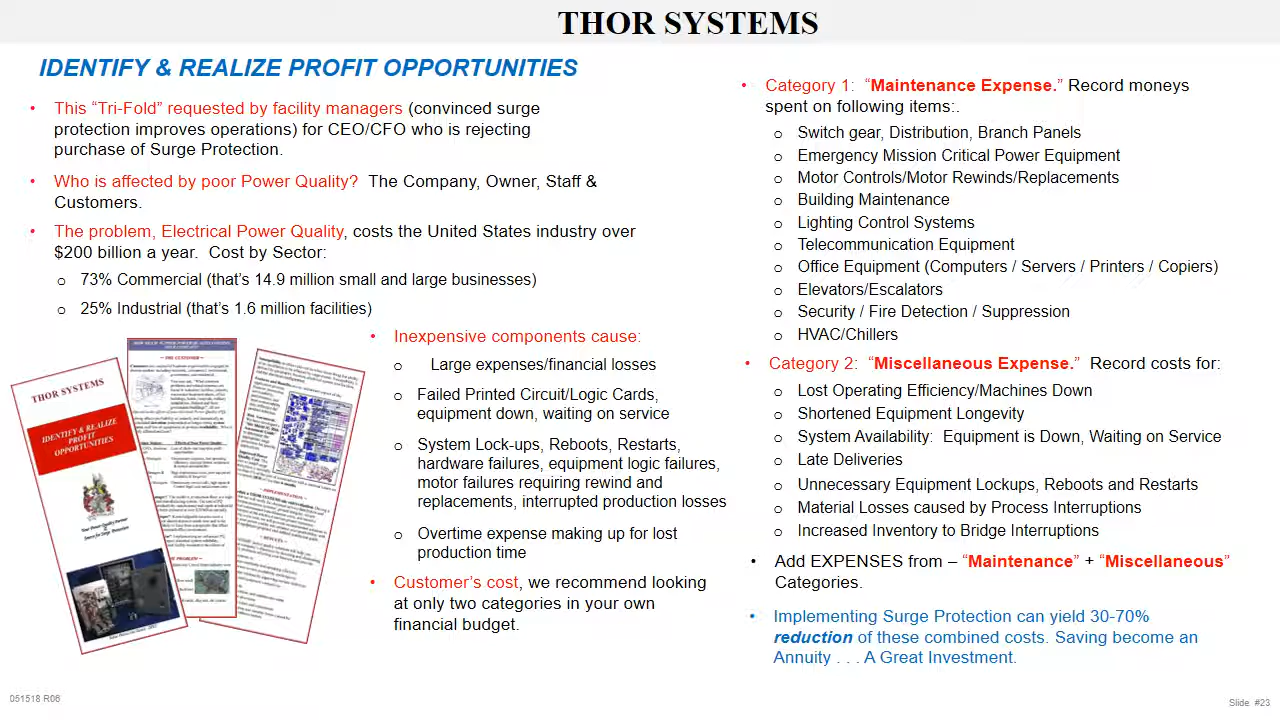 THOR SYSTEMS
IDENTIFY & REALIZE PROFIT OPPORTUNITIES
• This “Tri-Fold” requested by facility managers (convinced surge
protection improves operations) for CEO/CFO who is rejecting
purchase of Surge Protection.
• Who is affected by poor Power Quality? The Company, Owner, Staff &
Customers.
• The problem, Electrical Power Quality, costs the United States industry over
$200 billion a year. Cost by Sector:
o 73% Commercial (that’s 14.9 million small and large businesses)
o 25% Industrial (that’s 1.6 million facilities)
• Inexpensive components cause:
o Large expenses/financial losses
o Failed Printed Circuit/Logic Cards,
equipment down, waiting on service
o System Lock-ups, Reboots, Restarts,
hardware failures, equipment logic failures,
motor failures requiring rewind and
replacements, interrupted production losses
o Overtime expense making up for lost
production time
• Customer’s cost, we recommend looking
at only two categories in your own
financial budget.
THOR SYSTEMS
IDENTIFY & REALIZE
PROFIT
OPPORTUNITIES
• Category 1: “Maintenance Expense.” Record moneys
spent on following items:.
o Switch gear, Distribution, Branch Panels
o Emergency Mission Critical Power Equipment
o Motor Controls/Motor Rewinds/Replacements
o Building Maintenance
o Lighting Control Systems
o Telecommunication Equipment
o Office Equipment (Computers / Servers / Printers / Copiers)
o Elevators/Escalators
o Security / Fire Detection / Suppression
o HVAC/Chillers
• Category 2: “Miscellaneous Expense.” Record costs for:
o Lost Operator Efficiency/Machines Down
o Shortened Equipment Longevity
o System Availability: Equipment is Down, Waiting on Service
o Late Deliveries
o Unnecessary Equipment Lockups, Reboots and Restarts
o Material Losses caused by Process Interruptions
o Increased Inventory to Bridge Interruptions
• Add EXPENSES from – “Maintenance” + “Miscellaneous”
Categories.
• Implementing Surge Protection can yield 30-70%
reduction of these combined costs. Saving become an
Annuity . . . A Great Investment.
051518 R06
Slide #23